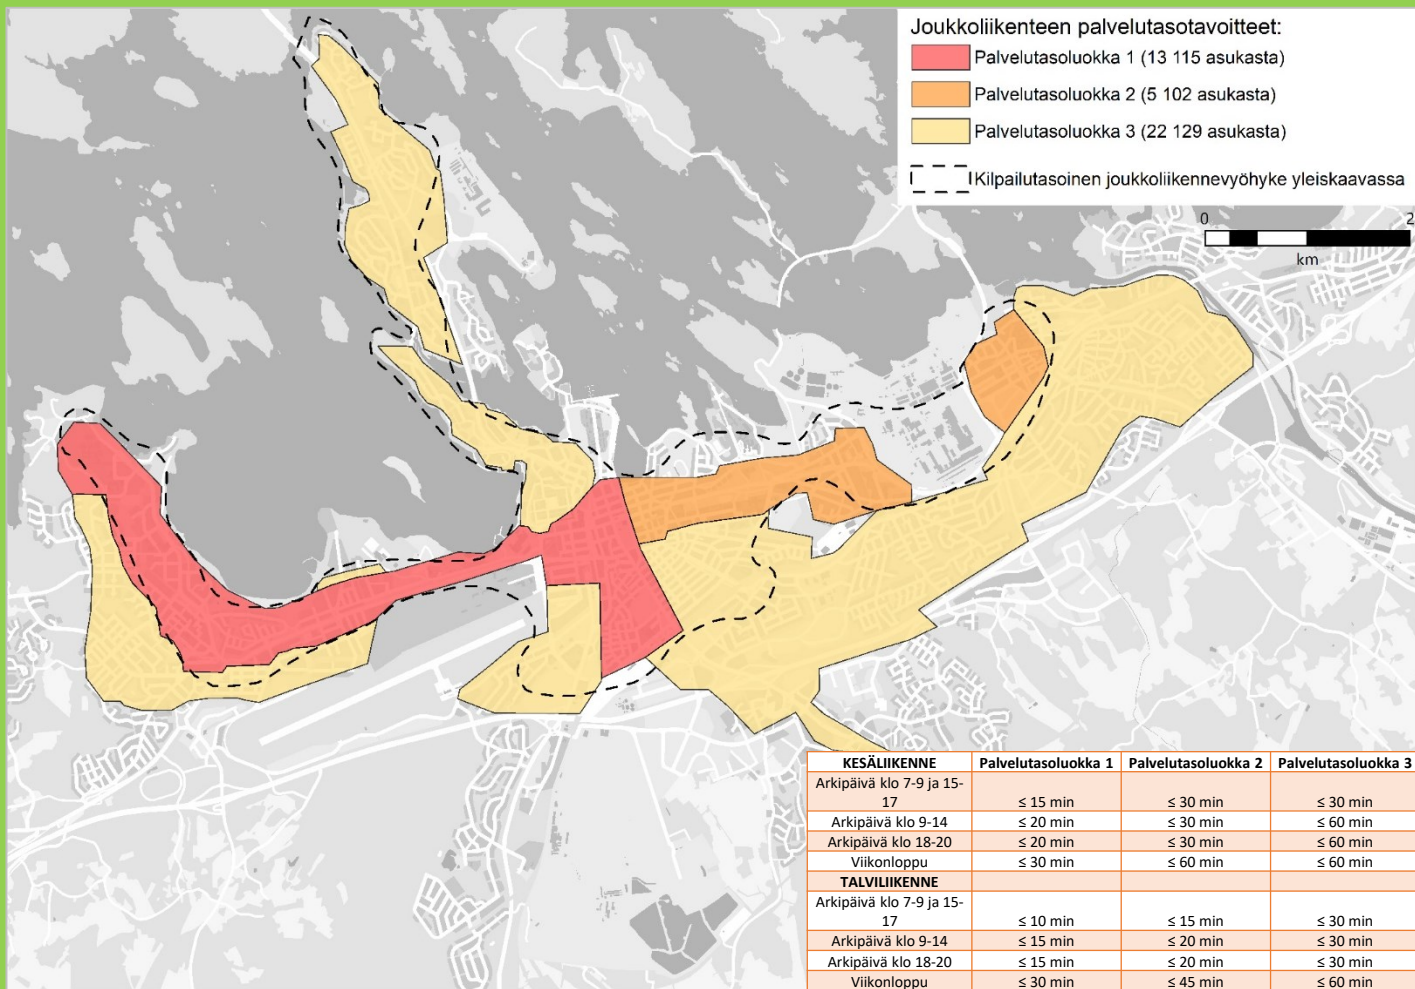 Joukkoliikenteen palvelutasotavoitteet:
Palvelutasoluokka 1 (13 115 asukasta)
Palvelutasoluokka 2 (5 102 asukasta)
Palvelutasoluokka 3 (22 129 asukasta)
Kilpailutasoinen joukkoliikennevyöhyke yleiskaavassa
0 2
km
KESÄLIIKENNE Palvelutasoluokka 1 Palvelutasoluokka 2 Palvelutasoluokka 3
Arkipäivä klo 7-9 ja 15-
17 ≤ 15 min ≤ 30 min ≤ 30 min
Arkipäivä klo 9-14 ≤ 20 min ≤ 30 min ≤ 60 min
Arkipäivä klo 18-20 ≤ 20 min ≤ 30 min ≤ 60 min
Viikonloppu ≤ 30 min ≤ 60 min ≤ 60 min
TALVILIIKENNE
Arkipäivä klo 7-9 ja 15-
17 ≤ 10 min ≤ 15 min ≤ 30 min
Arkipäivä klo 9-14 ≤ 15 min ≤ 20 min ≤ 30 min
Arkipäivä klo 18-20 ≤ 15 min ≤ 20 min ≤ 30 min
Viikonloppu ≤ 30 min ≤ 45 min ≤ 60 min